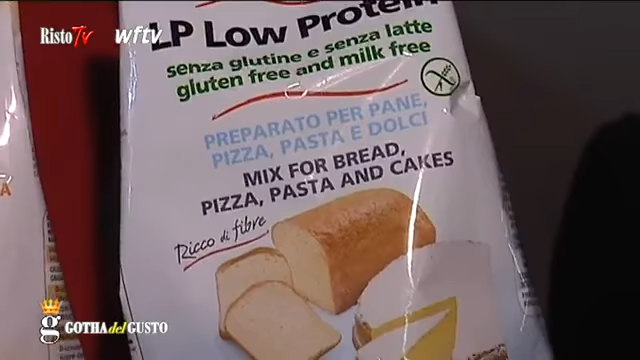 RistoTv wftv
LP Low Protein
senza glutine e senza latte
gluten free and milk free
PREPARATO PER PANE,
PIZZA, PASTA E DOLCI
MIX FOR BREAD,
PIZZA, PASTA AND CAKES
Ricco di fibre
g GOTHA del GUSTO